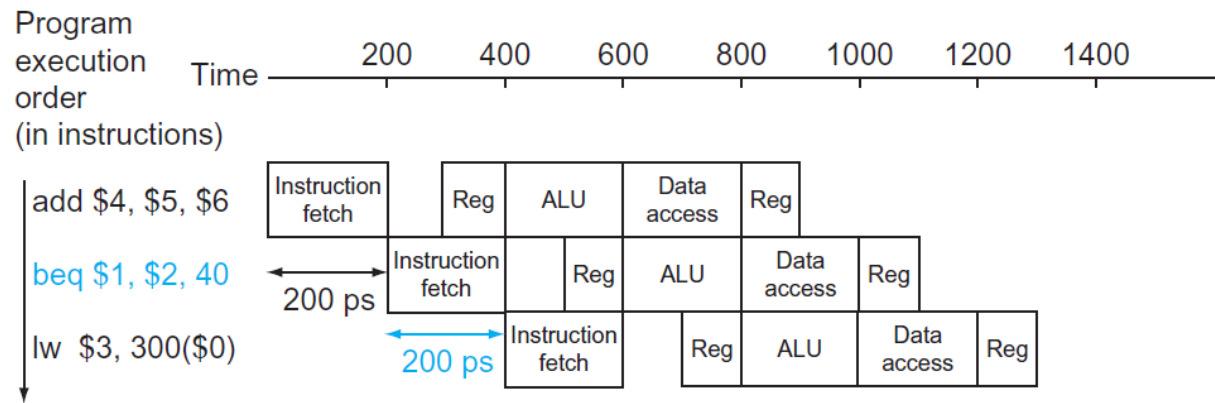 Program
execution
order
(in instructions)
Time
200 400 600 800 1000 1200 1400
add $4, $5, $6
Instruction
fetch
Reg
ALU
Data
access
Reg
beq $1, $2, 40
200 ps
Instruction
fetch
Reg
ALU
Data
access
Reg
lw $3, 300($0)
200 ps
Instruction
fetch
Reg
ALU
Data
access
Reg